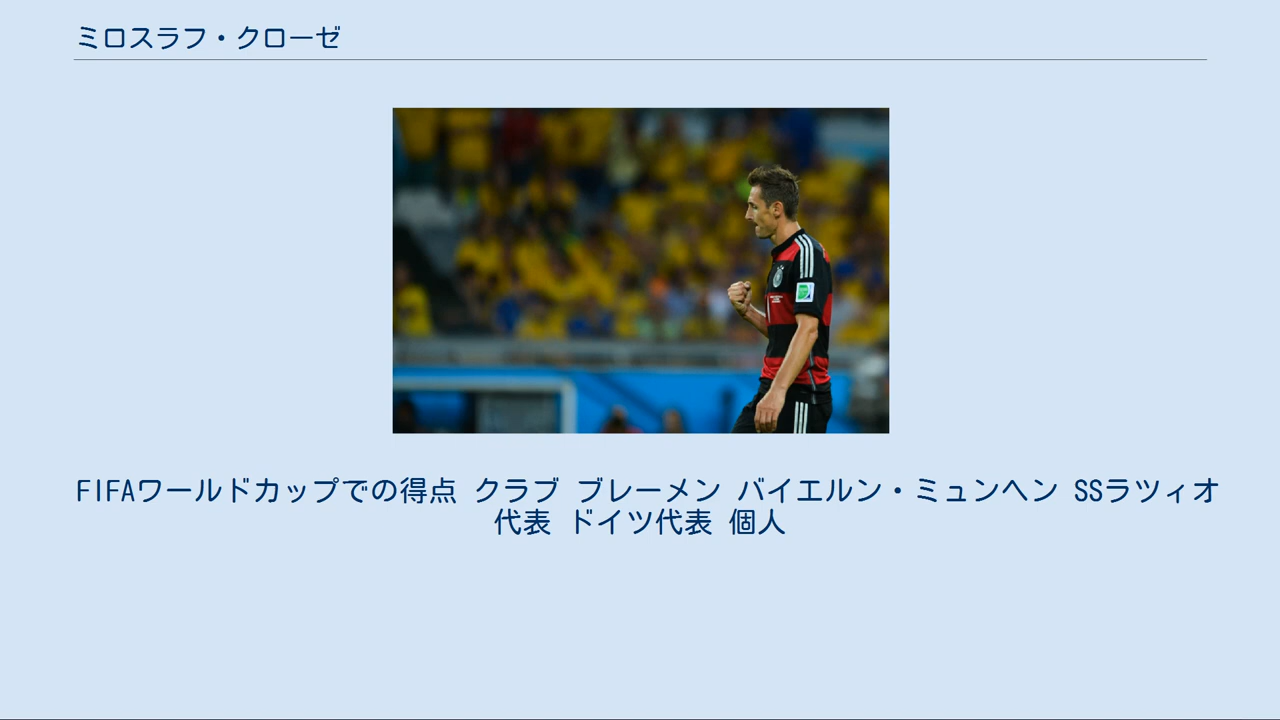 ミロスラフ・クローゼ
FIFAワールドカップでの得点 クラブ ブレーメン バイエルン・ミュンヘン SSラツィオ
代表 ドイツ代表 個人